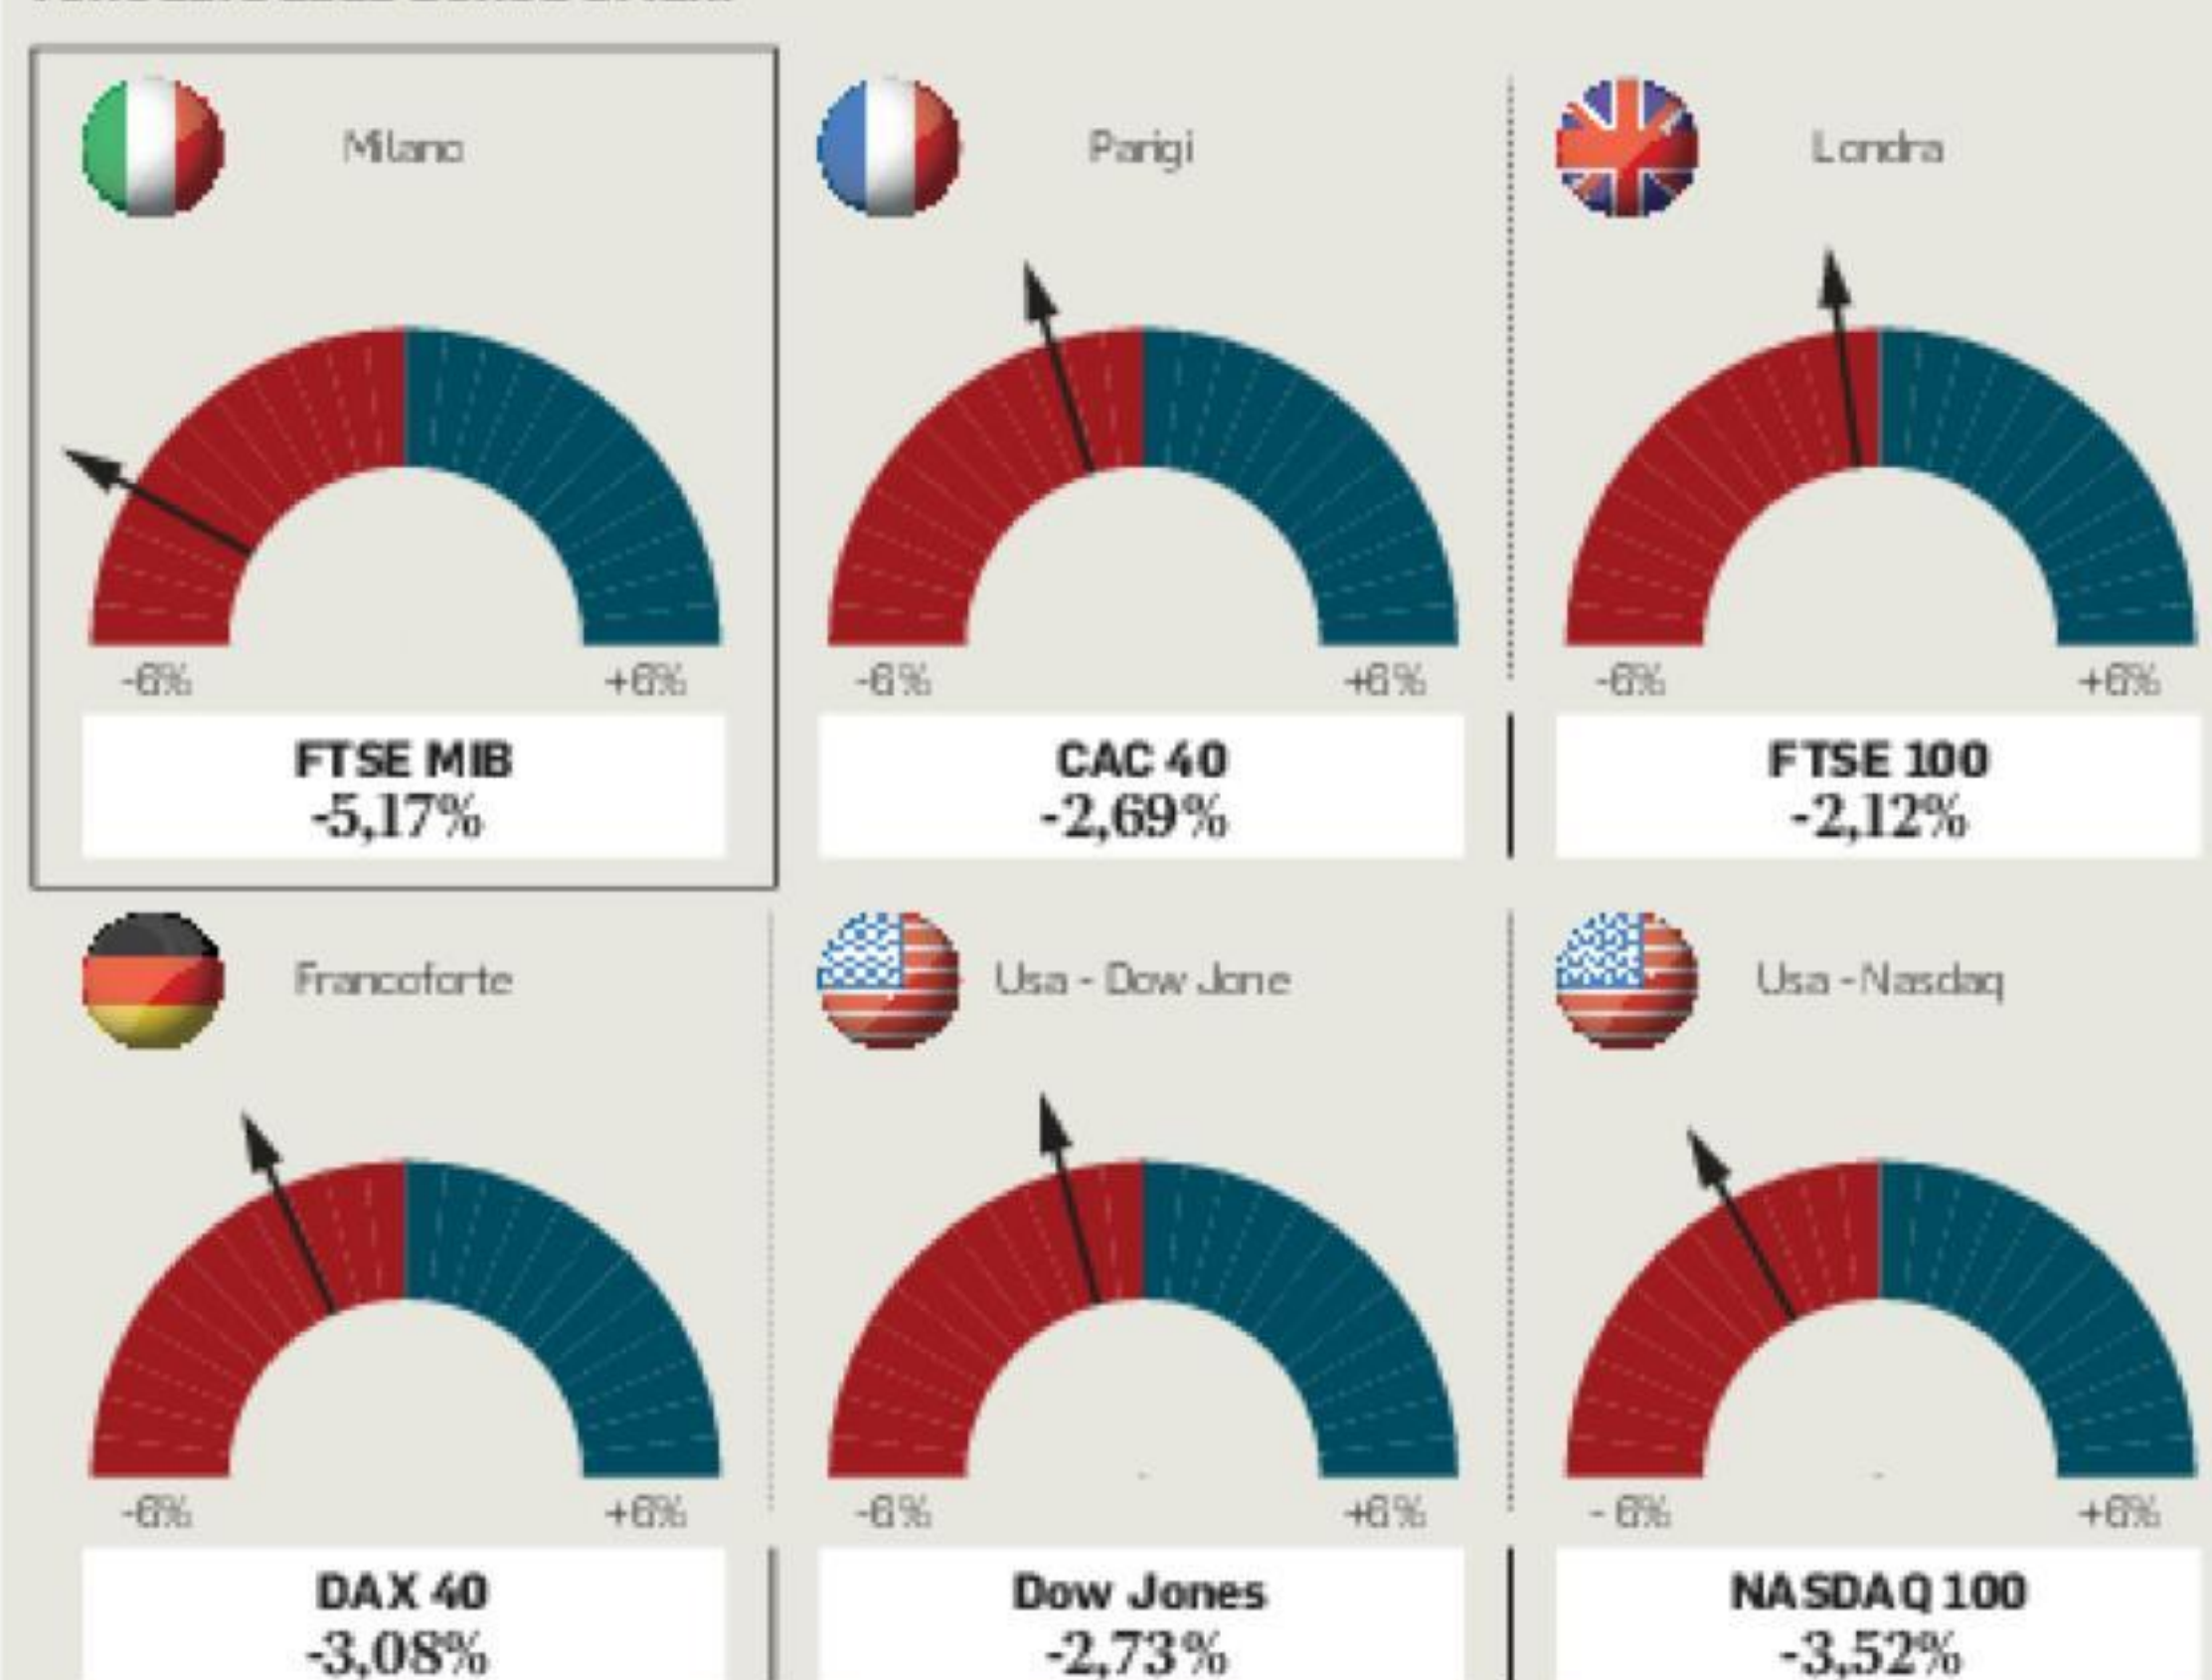 Milano
-6%
+6%
FTSE MIB
-5,17%
Parigi
-6%
+6%
CAC 40
-2,69%
Londra
-6%
+6%
FTSE 100
-2,12%
Francoforte
-6%
+6%
DAX 40
-3,08%
Usa - Dow Jone
-6%
+6%
Dow Jones
-2,73%
Usa - Nasdaq
- 6%
+6%
NASDAQ 100
-3,52%